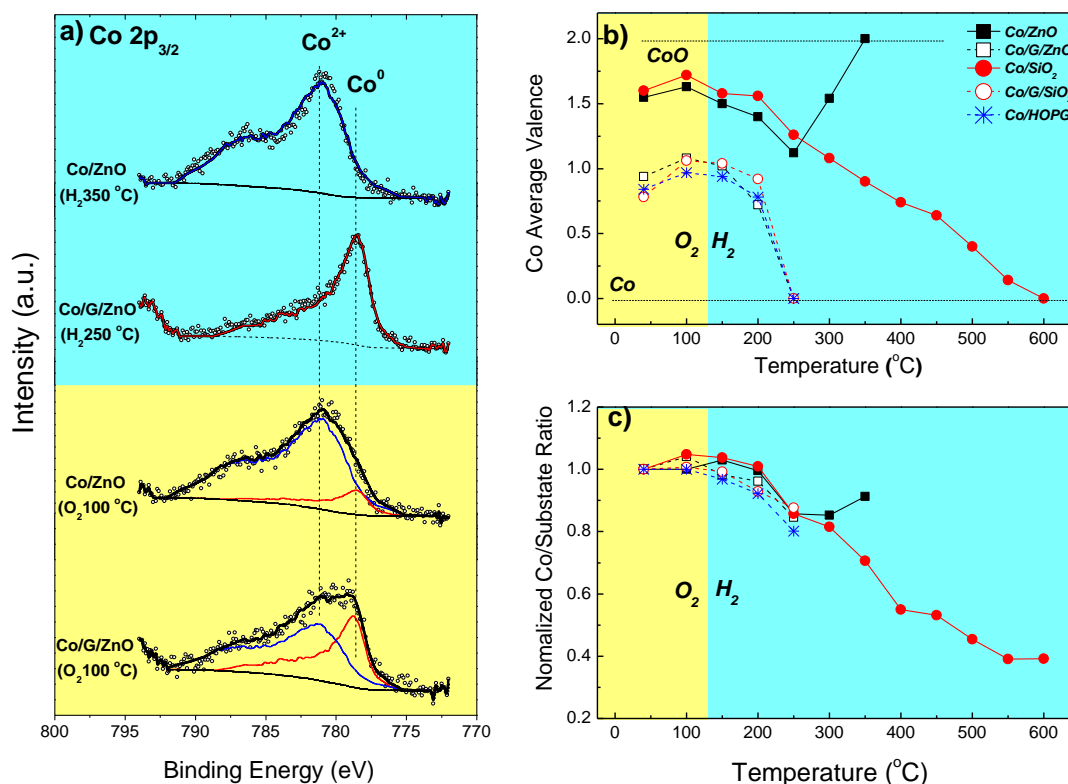 a) Co 2p3/2
Co2+
Co0
Co/ZnO
(H2350 °C)
Co/G/ZnO
(H2250 °C)
Co/ZnO
(O2100 °C)
Co/G/ZnO
(O2100 °C)
Intensity (a.u.)
800 795 790 785 780 775 770
Binding Energy (eV)
b)
CoO
Co/ZnO
Co/G/ZnO
Co/SiO2
Co/G/SiO2
Co/HOPG
2.0
1.5
1.0
0.5
0.0
Co Average Valence
O2 H2
Co
0 100 200 300 400 500 600
Temperature (°C)
c)
1.2
1.0
0.8
0.6
0.4
0.2
Nomalized Co/Substrate Ratio
O2 H2
0 100 200 300 400 500 600
Temperature (°C)